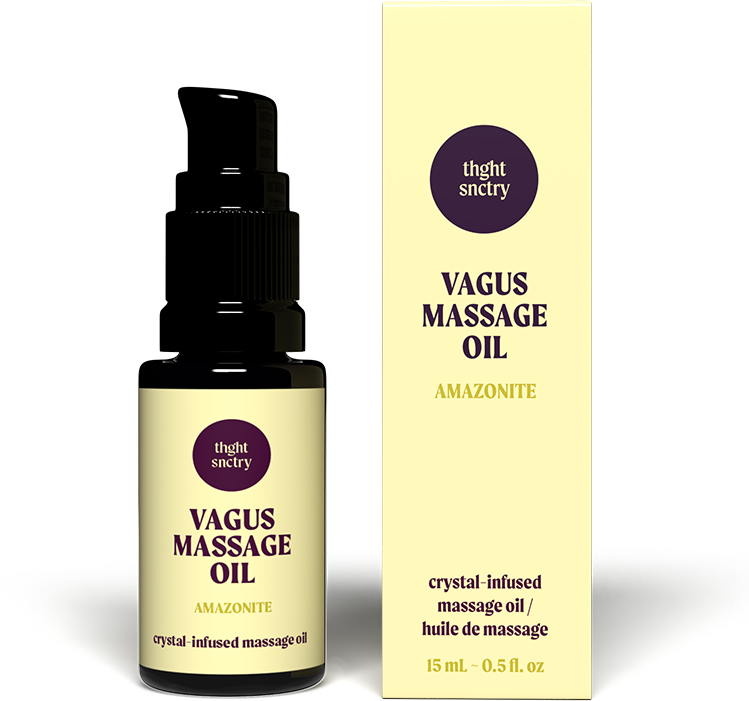 thght
snctry
VAGUS
MASSAGE
OIL
AMAZONITE
crystal-infused massage oil
thght
snctry
VAGUS
MASSAGE
OIL
AMAZONITE
crystal-infused
massage oil /
huile de massage
15 mL ~ 0.5 fl. oz